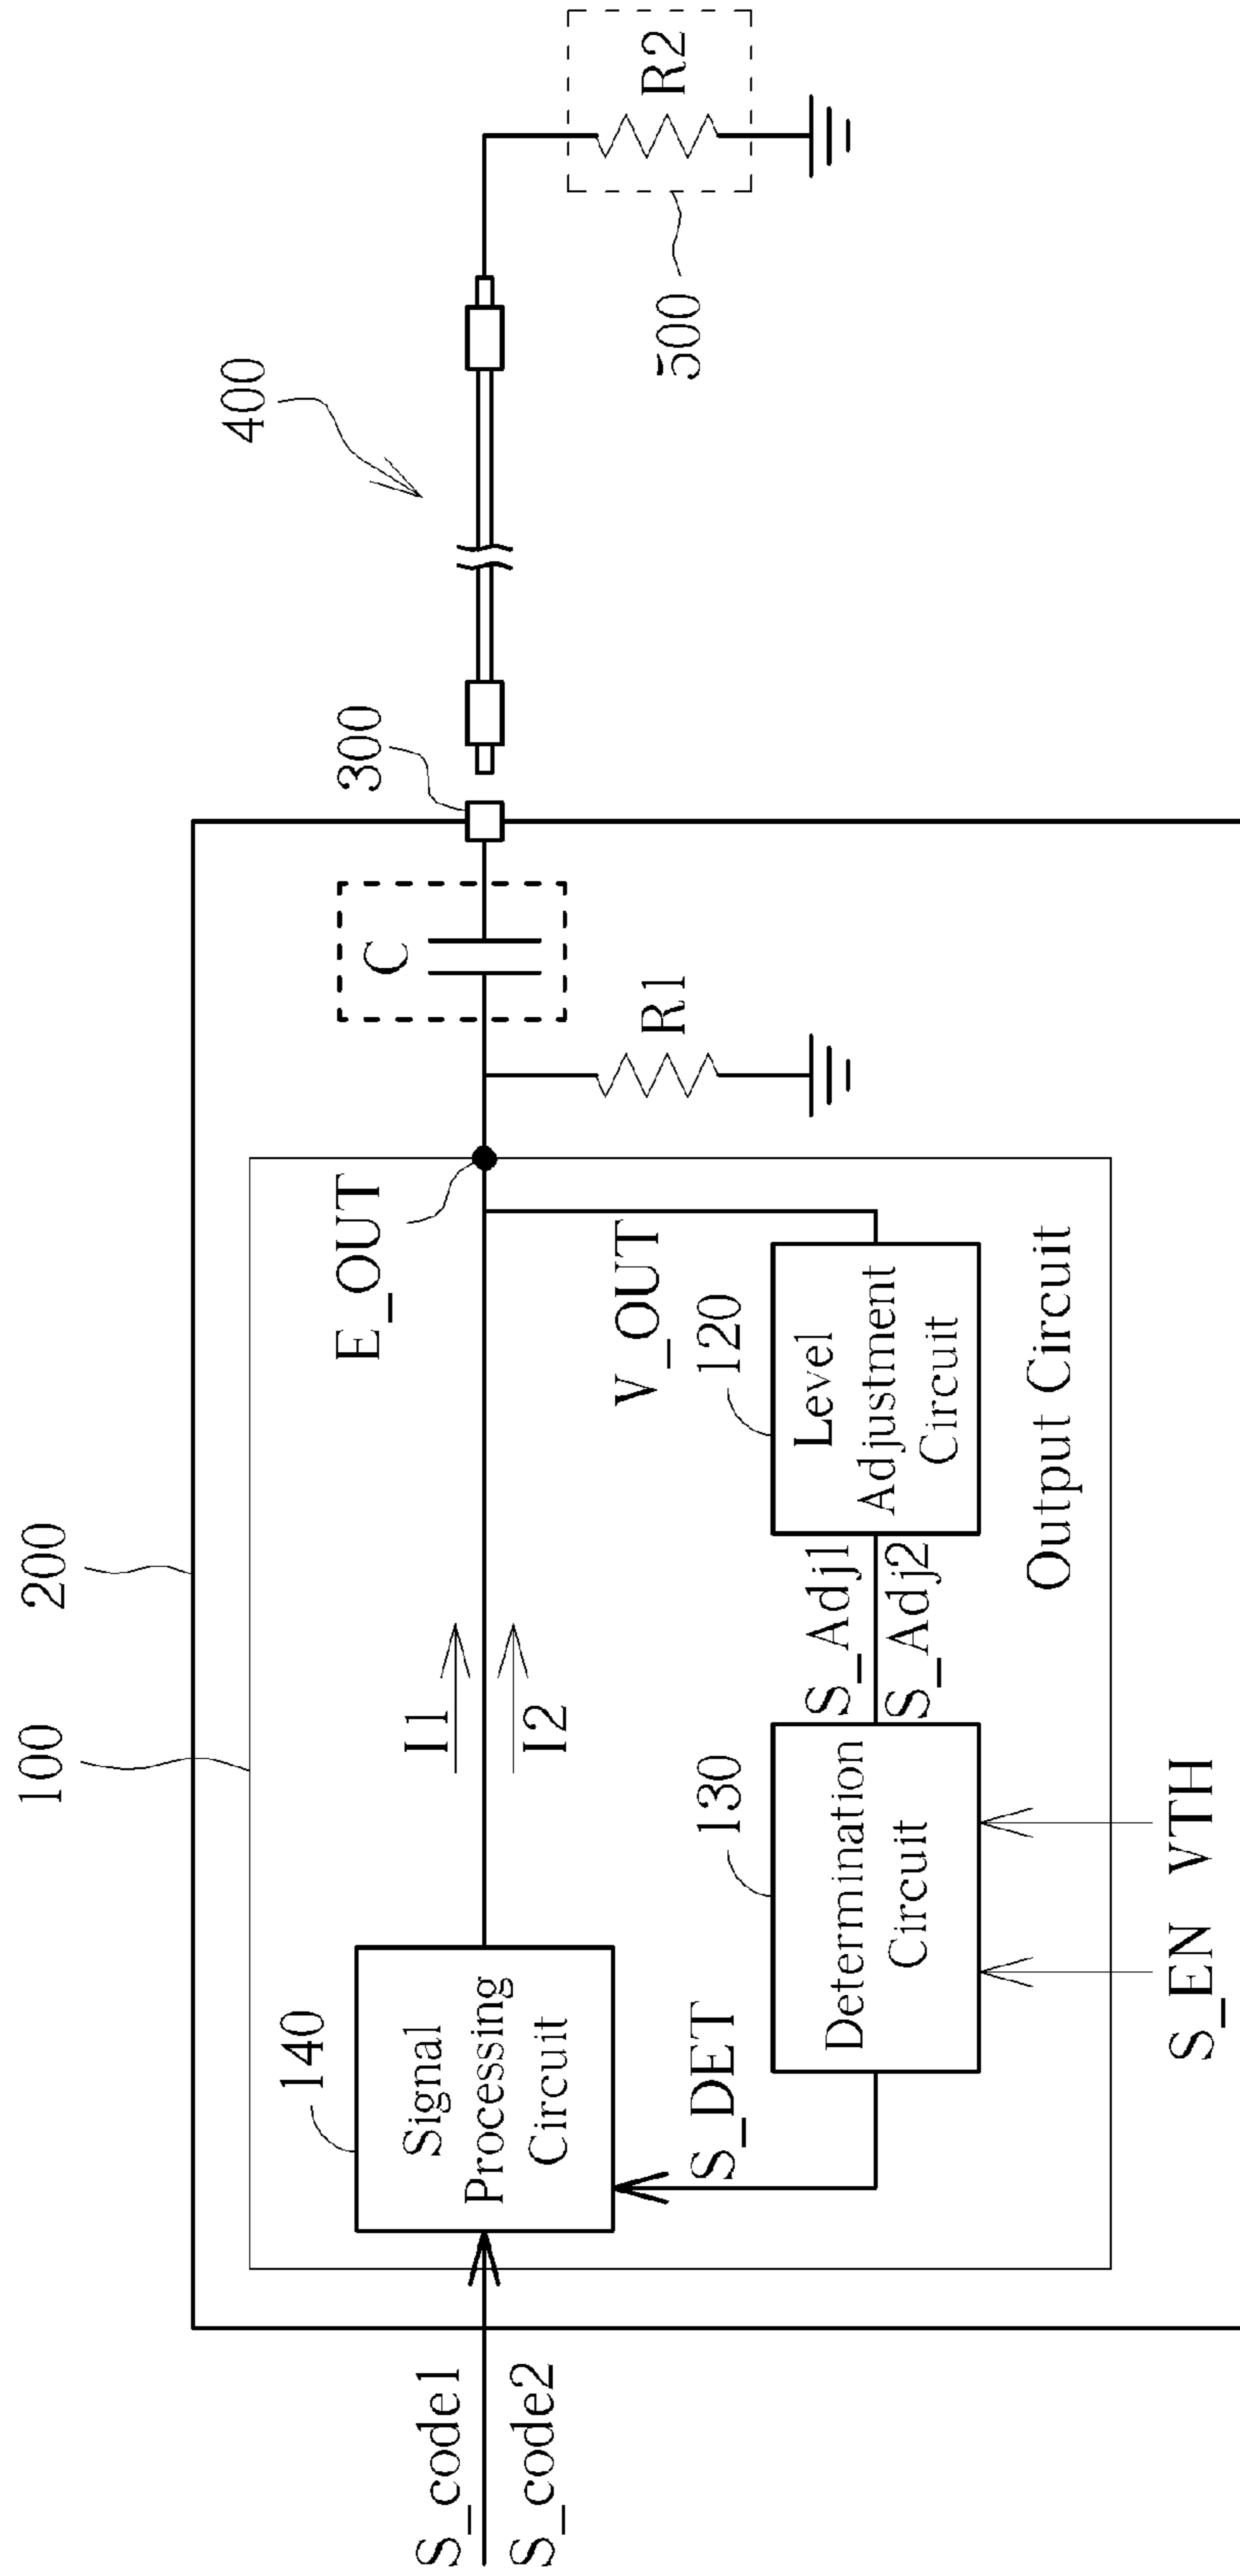 100
200
S_code1
S_code2
140
Signal
Processing
Circuit
I1
I2
E_OUT
C
300
400
R1
500
R2
S_DET
130
Determination
Circuit
S_Adj1
S_Adj2
V_OUT
120
Level
Adjustment
Circuit
Output Circuit
S_EN
VTH